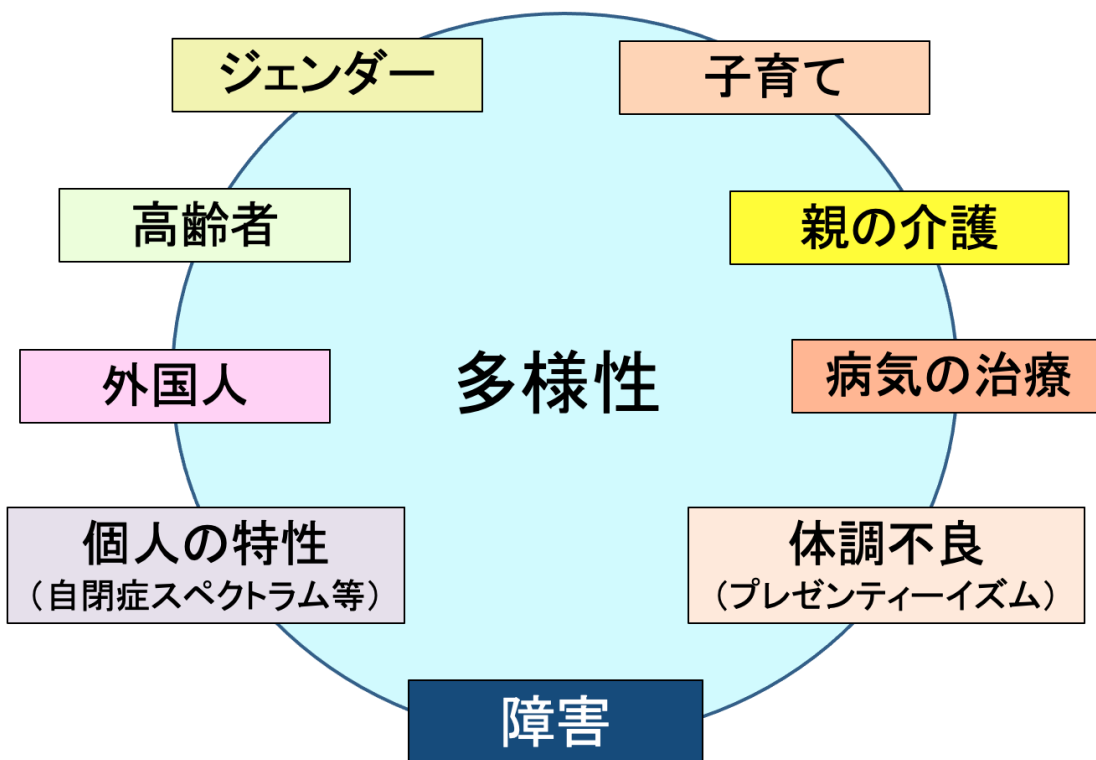 ジェンダー
子育て
高齢者
親の介護
多様性
外国人
病気の治療
個人の特性
（自閉症スペクトラム等）
体調不良
（プレゼンティーイズム）
障害